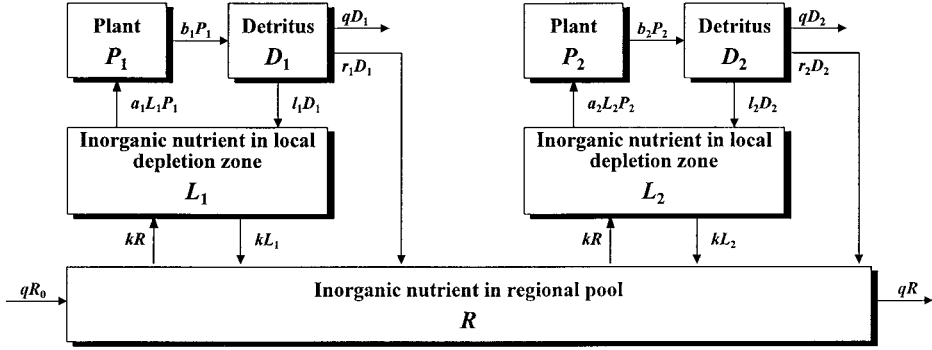 Plant
P₁
b₁P₁
Detritus
D₁
qD₁
r₁D₁
a₁L₁P₁
l₁D₁
Inorganic nutrient in local
depletion zone
L₁
kR
kL₁
Plant
P₂
b₂P₂
Detritus
D₂
qD₂
r₂D₂
a₂L₂P₂
l₂D₂
Inorganic nutrient in local
depletion zone
L₂
kR
kL₂
qR₀
Inorganic nutrient in regional pool
R
qR